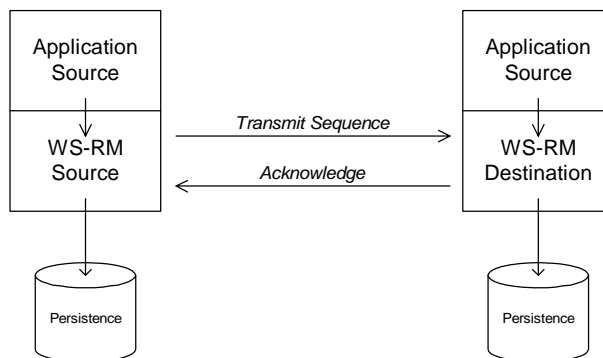 Application
Source
Application
Source
Transmit Sequence
WS-RM
Source
WS-RM
Destination
Acknowledge
Persistence
Persistence